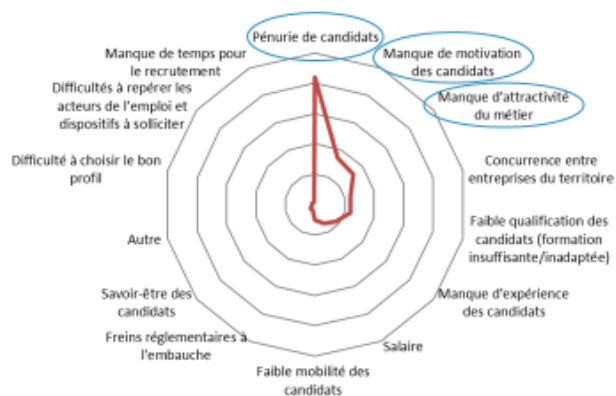 Pénurie de candidats
Manque de motivation
des candidats
Manque d'attractivité
du métier
Concurrence entre
entreprises du territoire
Faible qualification des
candidats (formation
insuffisante/inadaptée)
Manque d'expérience
des candidats
Salaire
Faible mobilité des
candidats
Freins réglementaires à
l'embauche
Savoir-être des
candidats
Autre
Difficulté à choisir le bon
profil
Difficultés à repérer les
acteurs de l'emploi et
dispositifs à solliciter
Manque de temps pour
le recrutement